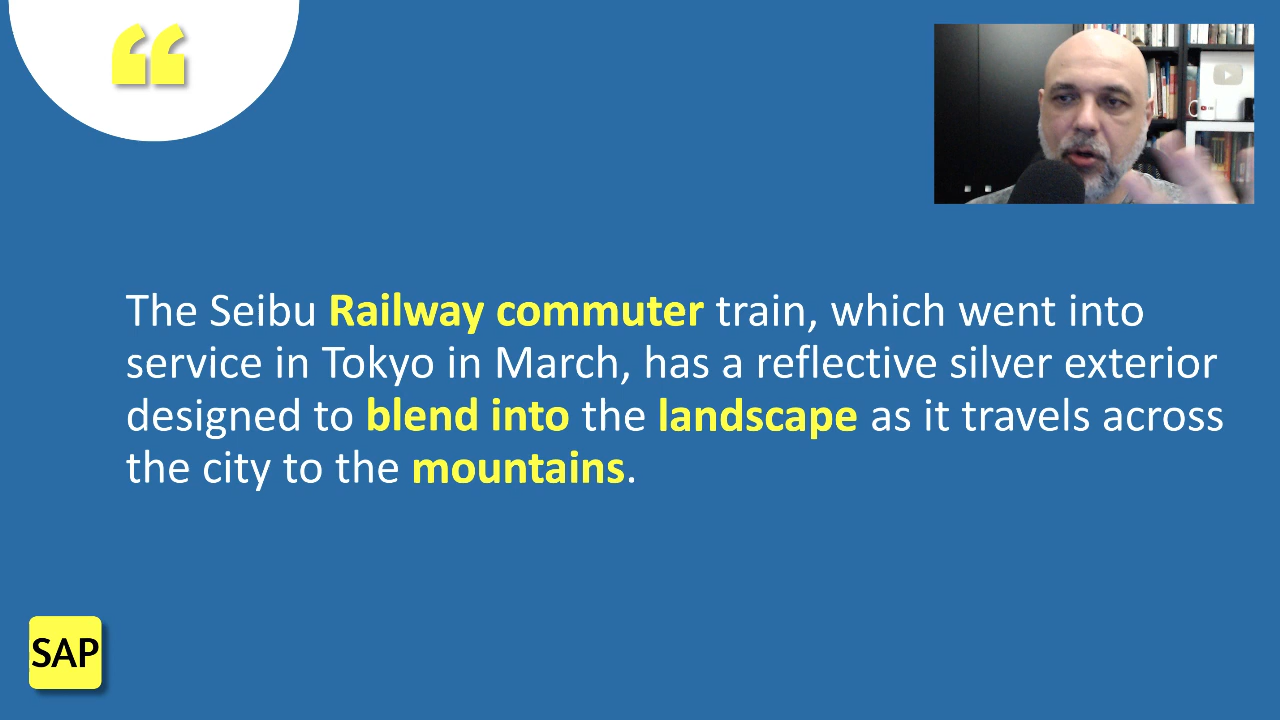 “
The Seibu Railway commuter train, which went into
service in Tokyo in March, has a reflective silver exterior
designed to blend into the landscape as it travels across
the city to the mountains.
SAP